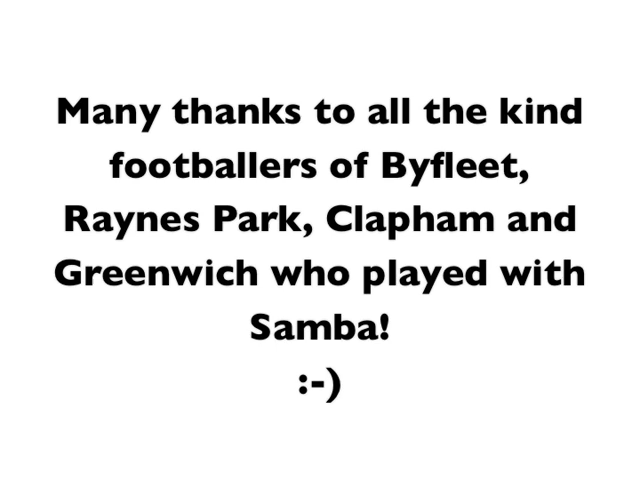 Many thanks to all the kind
footballers of Byfleet,
Raynes Park, Clapham and
Greenwich who played with
Samba!
:-)